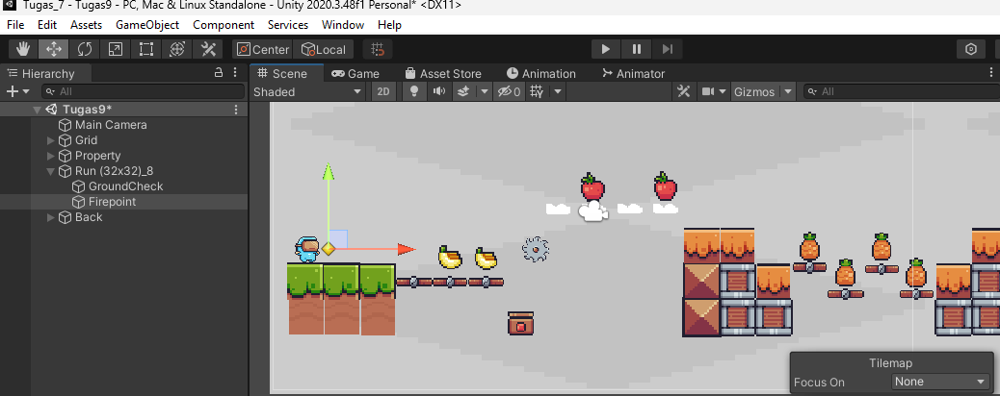 Tugas_7 - Tugas9 - PC, Mac & Linux Standalone - Unity 2020.3.48f1 Personal* <DX11>
File Edit Assets GameObject Component Services Window Help
Center Local
Hierarchy
Scene Game Asset Store Animation Animator
All
Shaded 2D 0 Gizmos All
Tugas9*
Main Camera
Grid
Property
Run (32x32)_8
GroundCheck
Firepoint
Back
Tilemap
Focus On None